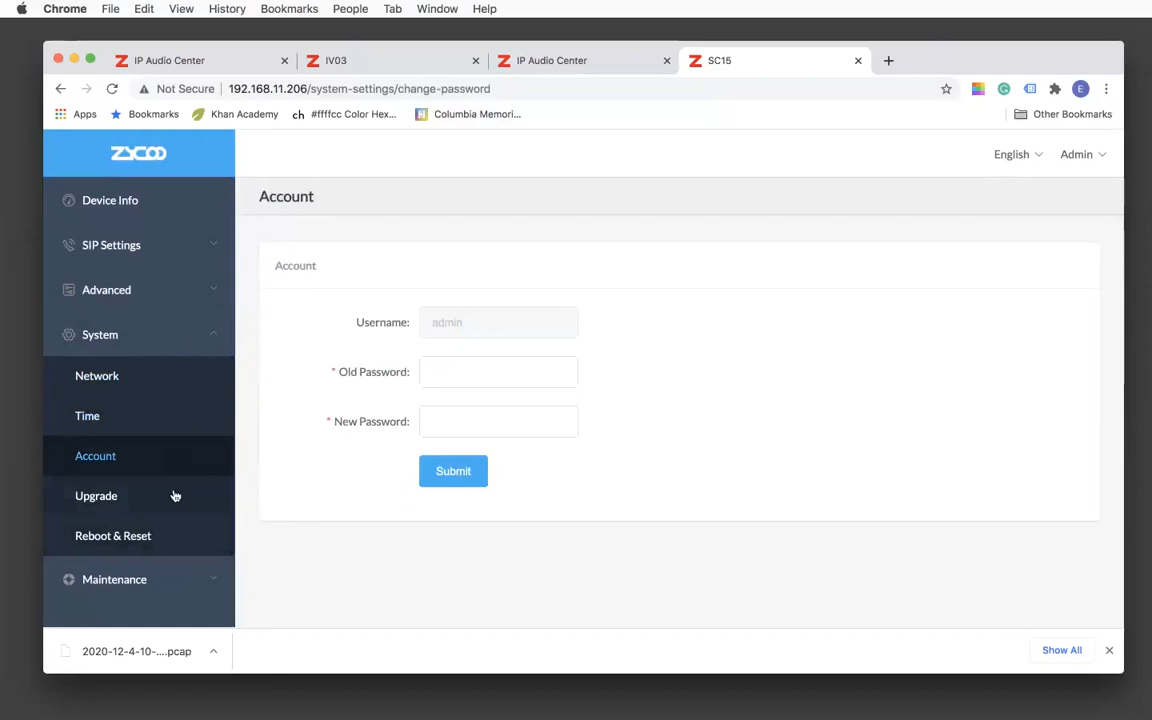 Chrome File Edit View History Bookmarks People Tab Window Help
IP Audio Center IV03 IP Audio Center SC15
Not Secure 192.168.11.206/system-settings/change-password E
Apps Bookmarks Khan Academy ch #ffffcc Color Hex... Columbia Memori... Other Bookmarks
ZYCOO English Admin
Device Info
Account
SIP Settings
Account
Advanced
Username: admin
System
Network
* Old Password:
Time
* New Password:
Account
Submit
Upgrade
Reboot & Reset
Maintenance
2020-12-4-10-....pcap Show All